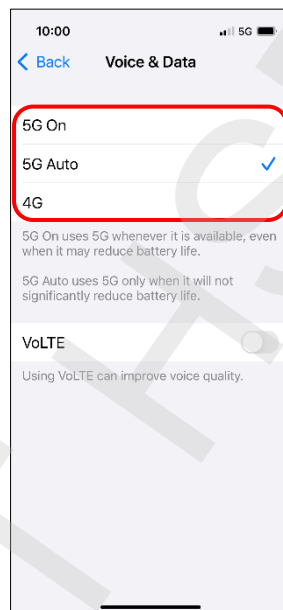 10:00
5G
Back
Voice & Data
5G On
5G Auto
4G
5G On uses 5G whenever it is available, even
when it may reduce battery life.
5G Auto uses 5G only when it will not
significantly reduce battery life.
VoLTE
Using VoLTE can improve voice quality.